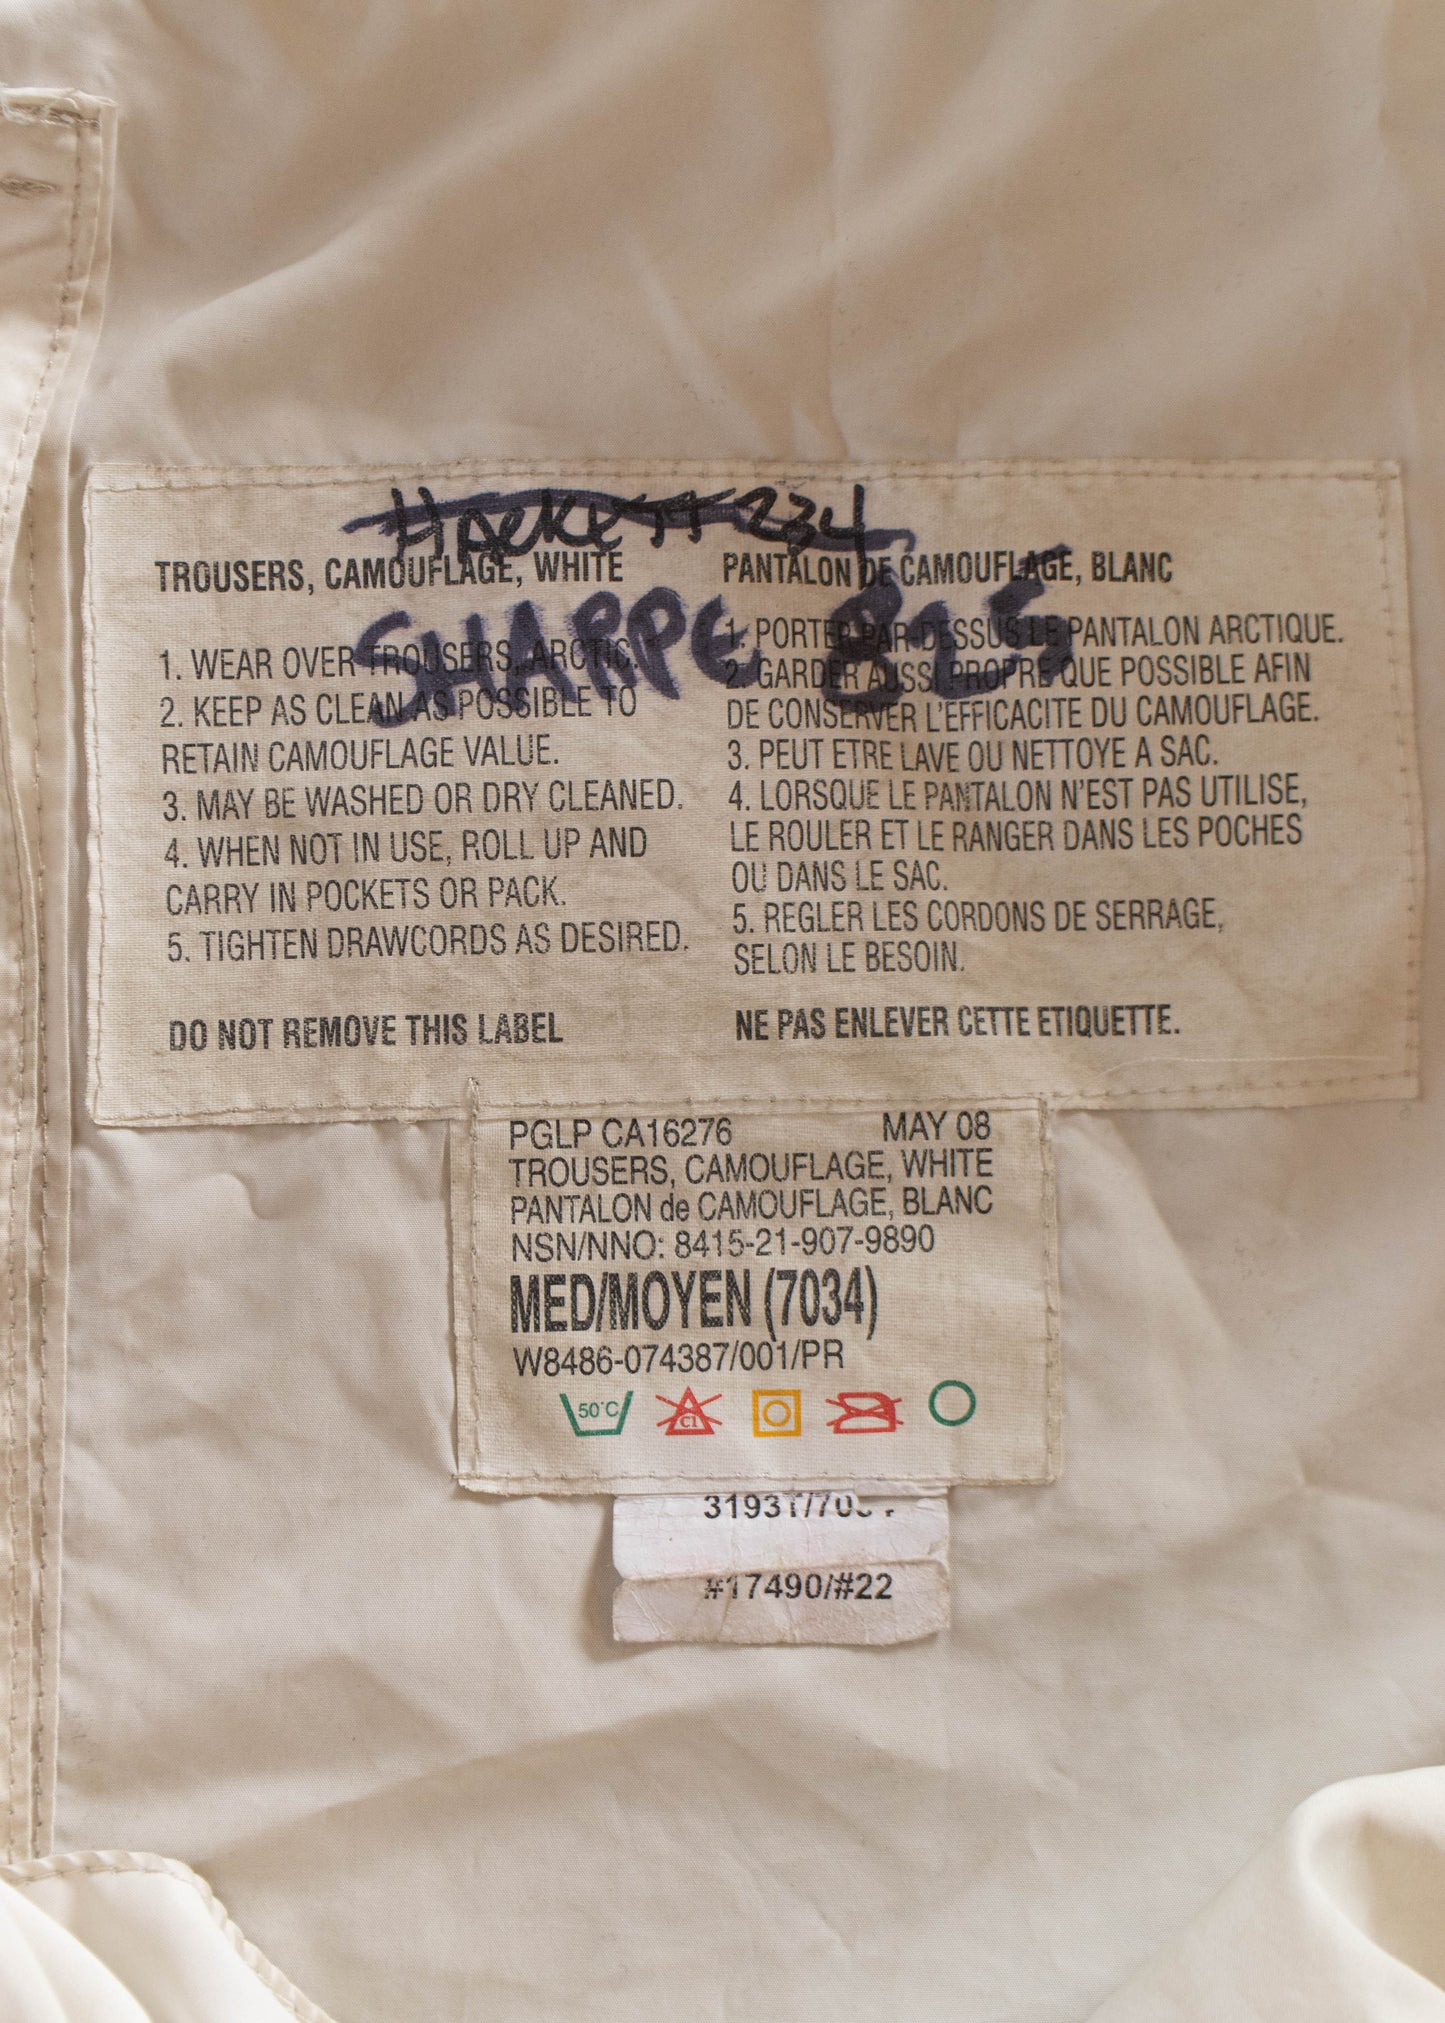 Hackett 234
TROUSERS, CAMOUFLAGE, WHITE
SHARPE
1. WEAR OVER TROUSERS, ARCTIC.
2. KEEP AS CLEAN AS POSSIBLE TO
RETAIN CAMOUFLAGE VALUE.
3. MAY BE WASHED OR DRY CLEANED.
4. WHEN NOT IN USE, ROLL UP AND
CARRY IN POCKETS OR PACK.
5. TIGHTEN DRAWCORDS AS DESIRED.
DO NOT REMOVE THIS LABEL
PANTALON DE CAMOUFLAGE, BLANC
1. PORTER PAR-DESSUS LE PANTALON ARCTIQUE.
2. GARDER AUSSI PROPRE QUE POSSIBLE AFIN
DE CONSERVER L'EFFICACITE DU CAMOUFLAGE.
3. PEUT ETRE LAVE OU NETTOYE A SAC.
4. LORSQUE LE PANTALON N'EST PAS UTILISE,
LE ROULER ET LE RANGER DANS LES POCHES
OU DANS LE SAC.
5. REGLER LES CORDONS DE SERRAGE,
SELON LE BESOIN.
NE PAS ENLEVER CETTE ETIQUETTE.
PGLP CA16276 MAY 08
TROUSERS, CAMOUFLAGE, WHITE
PANTALON de CAMOUFLAGE, BLANC
NSN/NNO: 8415-21-907-9890
MED/MOYEN (7034)
W8486-074387/001/PR
50°C
Cl
#17490/#22